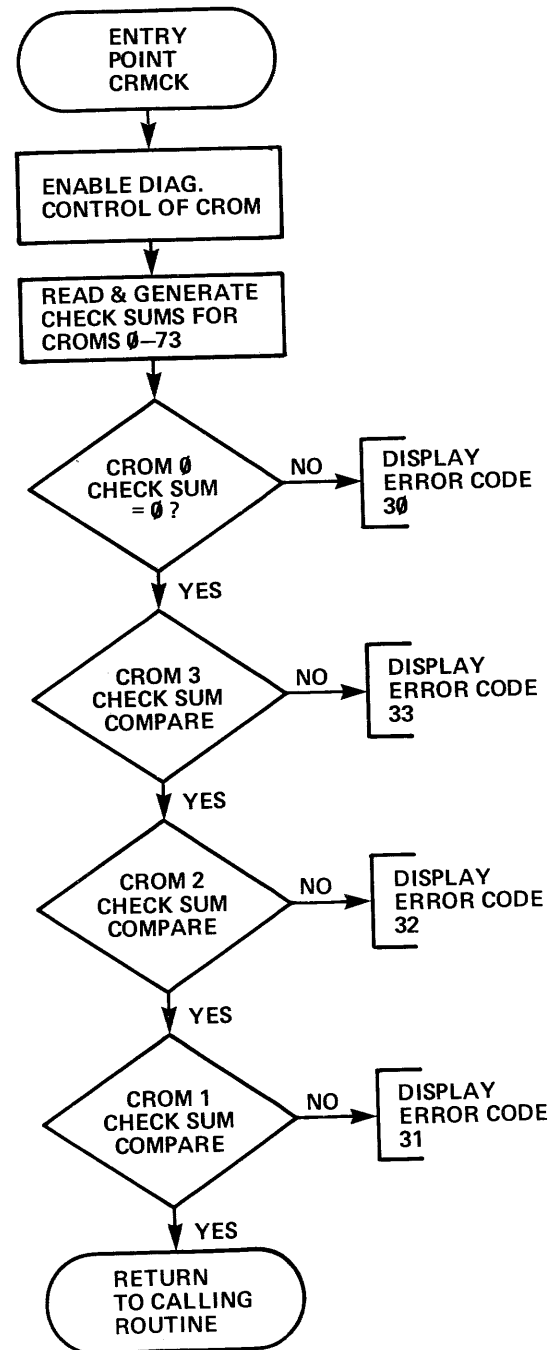 ENTRY
POINT
CRMCK
ENABLE DIAG.
CONTROL OF CROM
READ & GENERATE
CHECK SUMS FOR
CROMS Ø–73
CROM Ø
CHECK SUM
= Ø ?
NO
DISPLAY
ERROR CODE
3Ø
YES
CROM 3
CHECK SUM
COMPARE
NO
DISPLAY
ERROR CODE
33
YES
CROM 2
CHECK SUM
COMPARE
NO
DISPLAY
ERROR CODE
32
YES
CROM 1
CHECK SUM
COMPARE
NO
DISPLAY
ERROR CODE
31
YES
RETURN
TO CALLING
ROUTINE